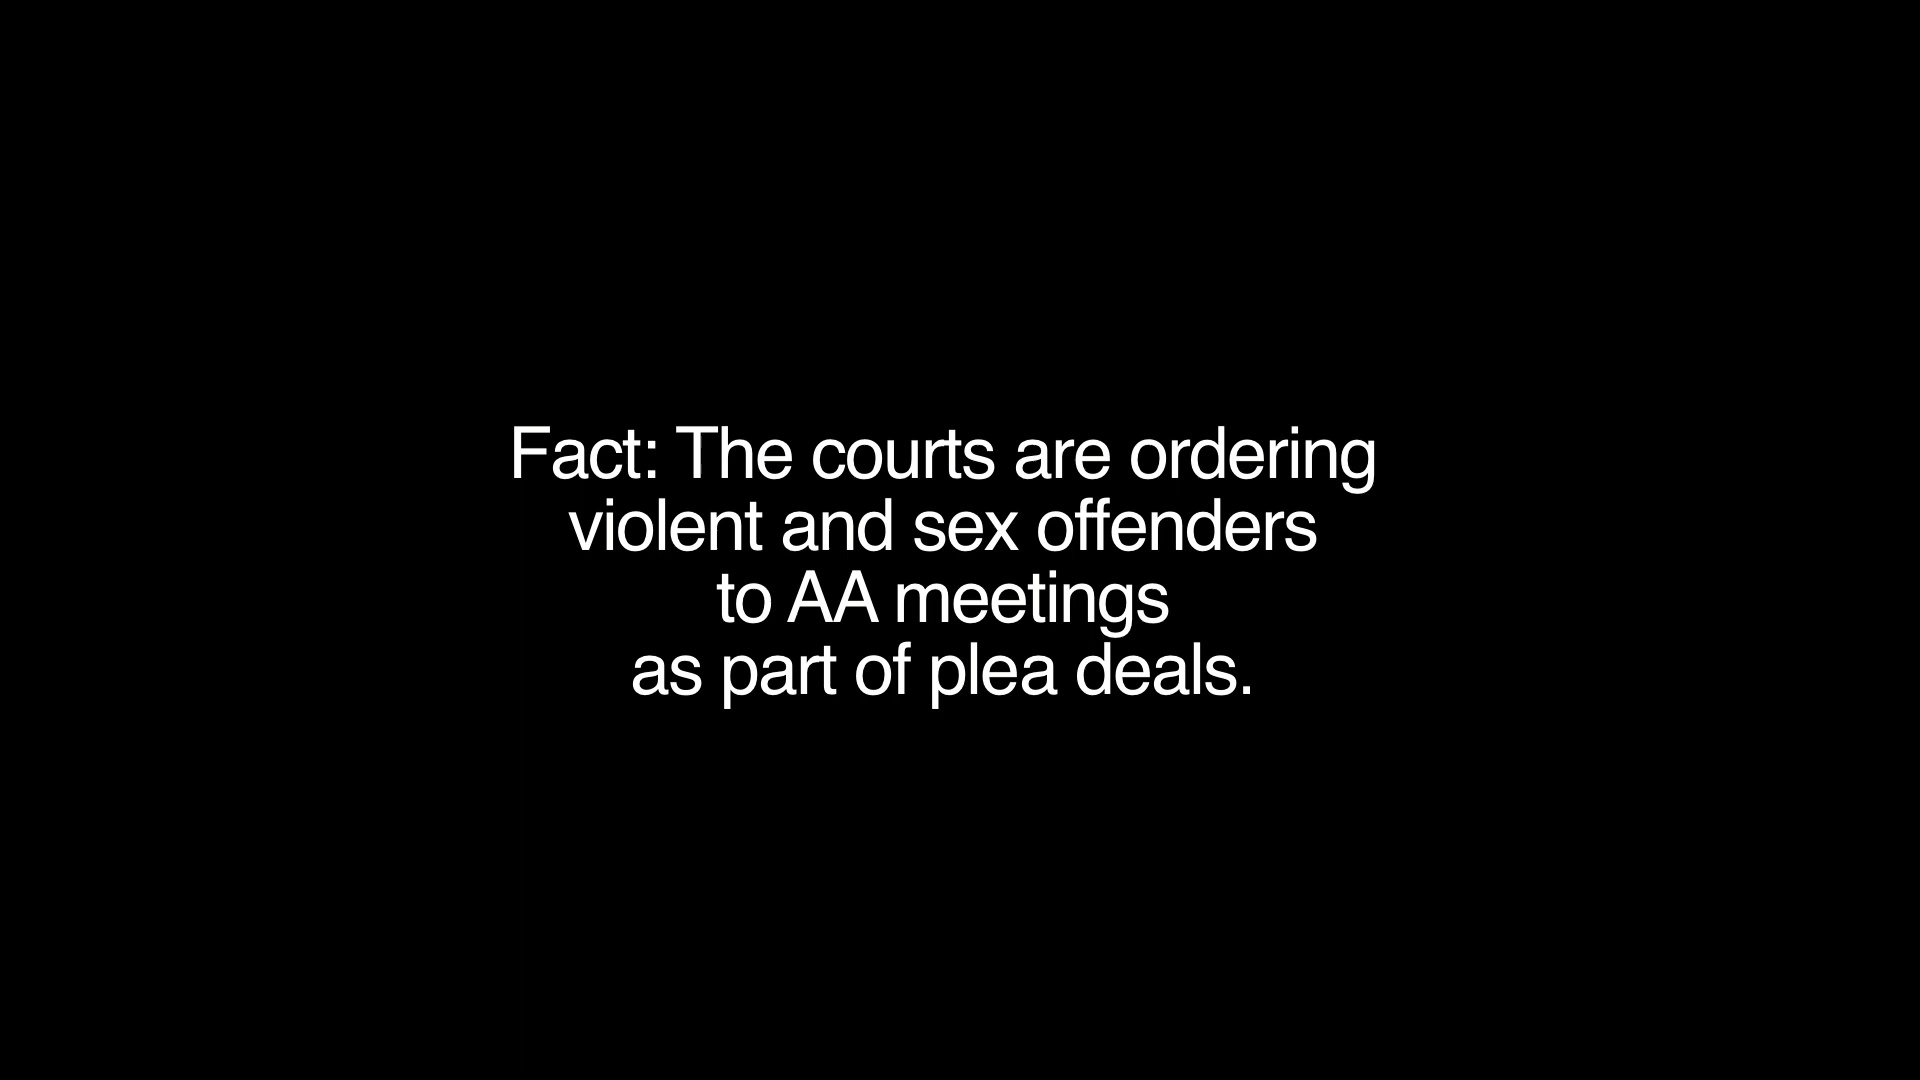 Fact: The courts are ordering
violent and sex offenders
to AA meetings
as part of plea deals.